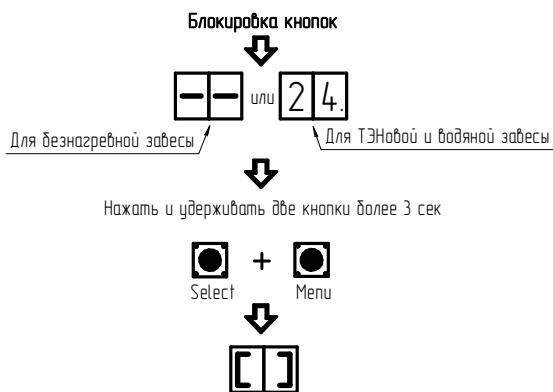 Блокировка кнопок
-- или 24.
Для безнагревной завесы
Для ТЭНовой и водяной завесы
Нажать и удерживать две кнопки более 3 сек
+
Select Menu
[ ]